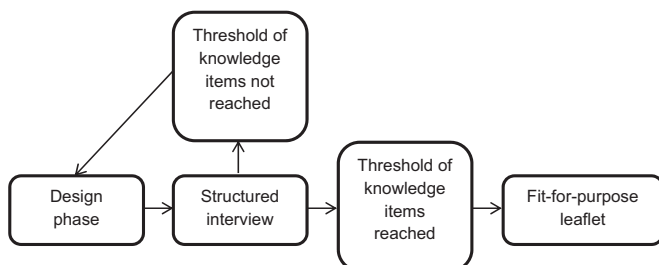 Threshold of
knowledge
items not
reached
Design
phase
Structured
interview
Threshold of
knowledge
items
reached
Fit-for-purpose
leaflet